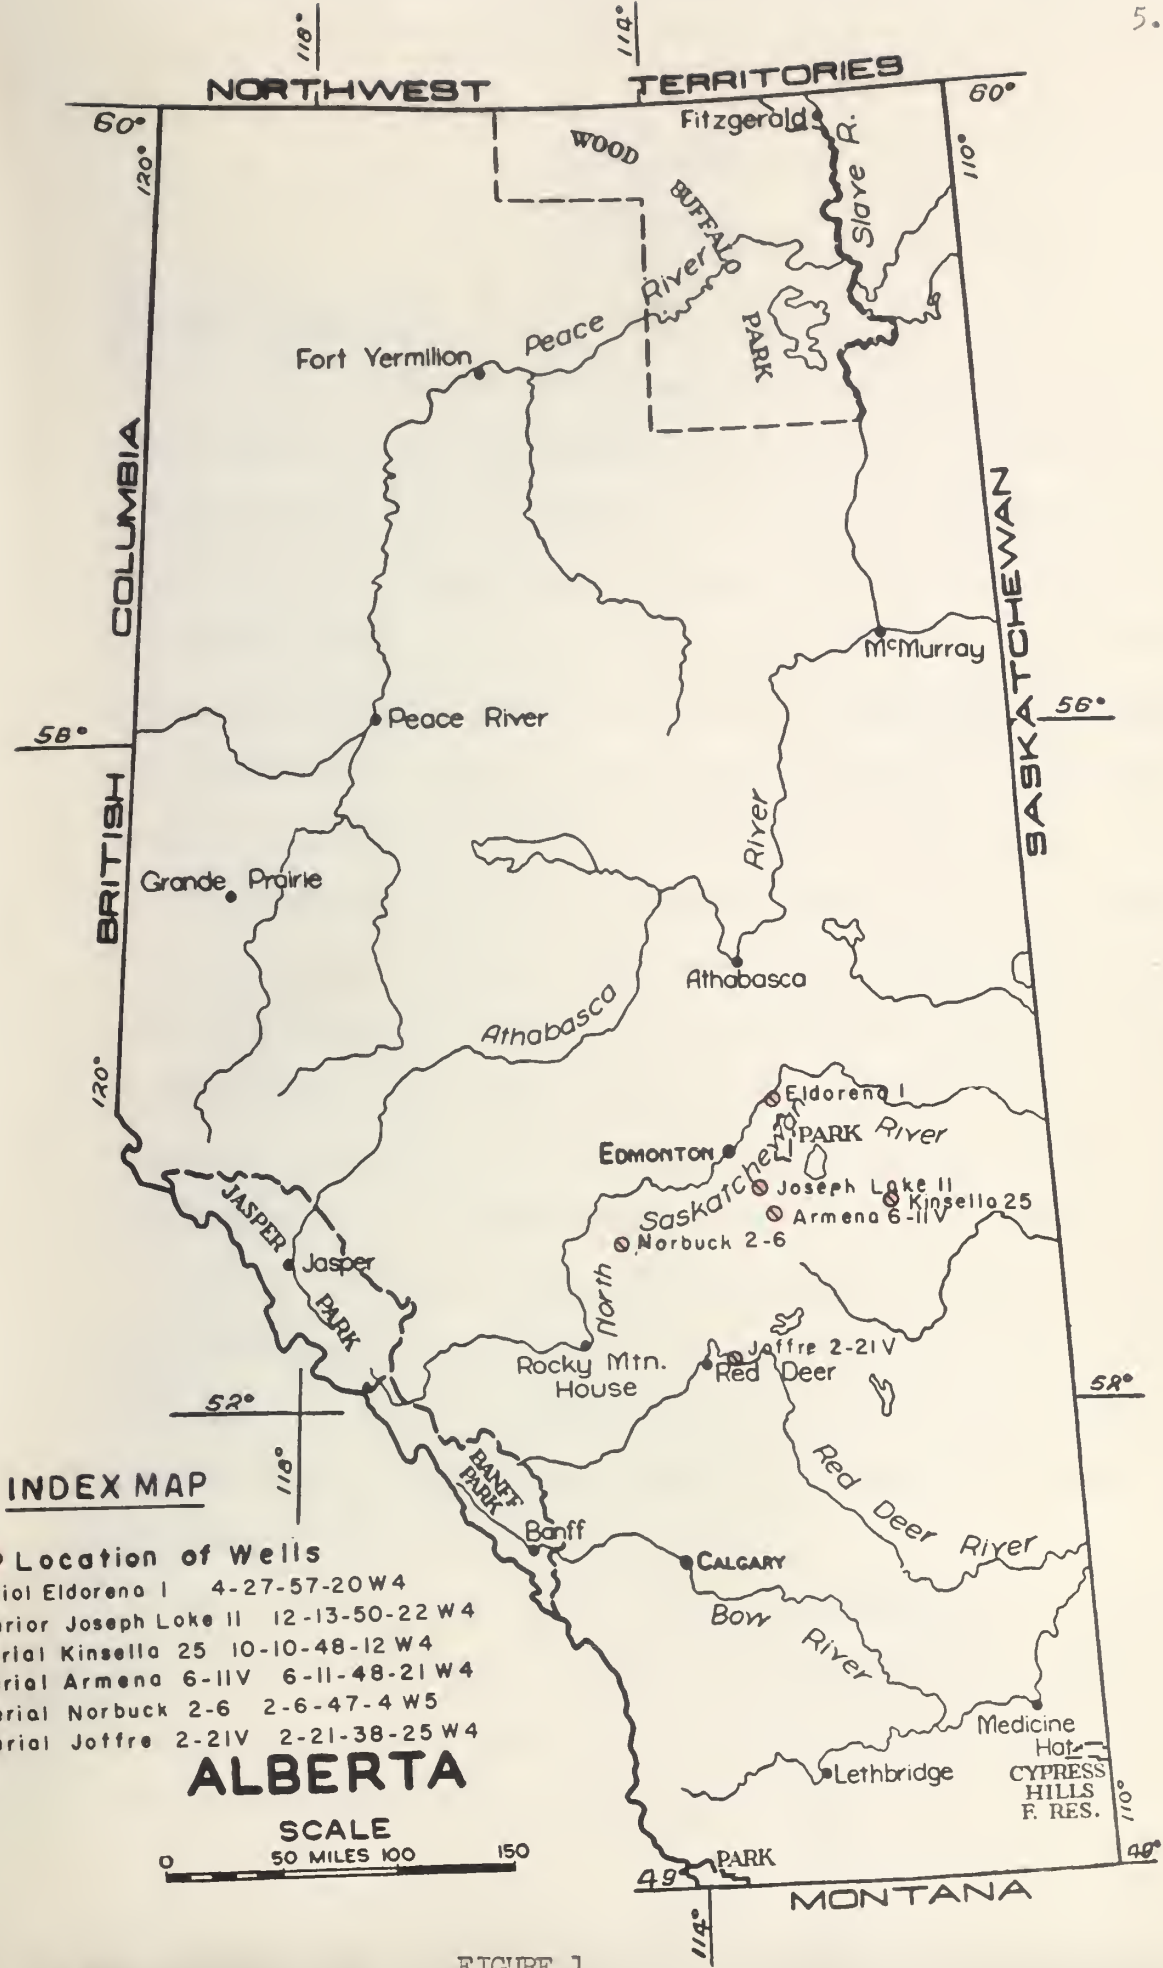 5.
118°
114°
NORTHWEST TERRITORIES
60°
60°
120°
110°
Fitzgerald
WOOD
BUFFALO
PARK
Slave R.
Peace River
Fort Vermilion
BRITISH COLUMBIA
SASKATCHEWAN
McMurray
Peace River
58°
56°
River
Grande Prairie
Athabasca
Athabasca
120°
Eldorena 1
PARK
River
EDMONTON
Saskatchewan
Joseph Lake 11
Kinsella 25
Armena 6-11V
Norbuck 2-6
North
JASPER
Jasper
PARK
Joffre 2-21V
Rocky Mtn.
House
Red Deer
52°
52°
118°
INDEX MAP
BANFF
PARK
Banff
Red Deer River
CALGARY
Location of Wells
Eldorena 1 4-27-57-20 W4
Joseph Lake 11 12-13-50-22 W4
Kinsella 25 10-10-48-12 W4
Armena 6-11V 6-11-48-21 W4
Norbuck 2-6 2-6-47-4 W5
Joffre 2-21V 2-21-38-25 W4
Bow River
Medicine
Hat
Lethbridge
CYPRESS
HILLS
F. RES.
110°
ALBERTA
SCALE
0 50 MILES 100 150
PARK
49°
49°
MONTANA
114°
FIGURE 1